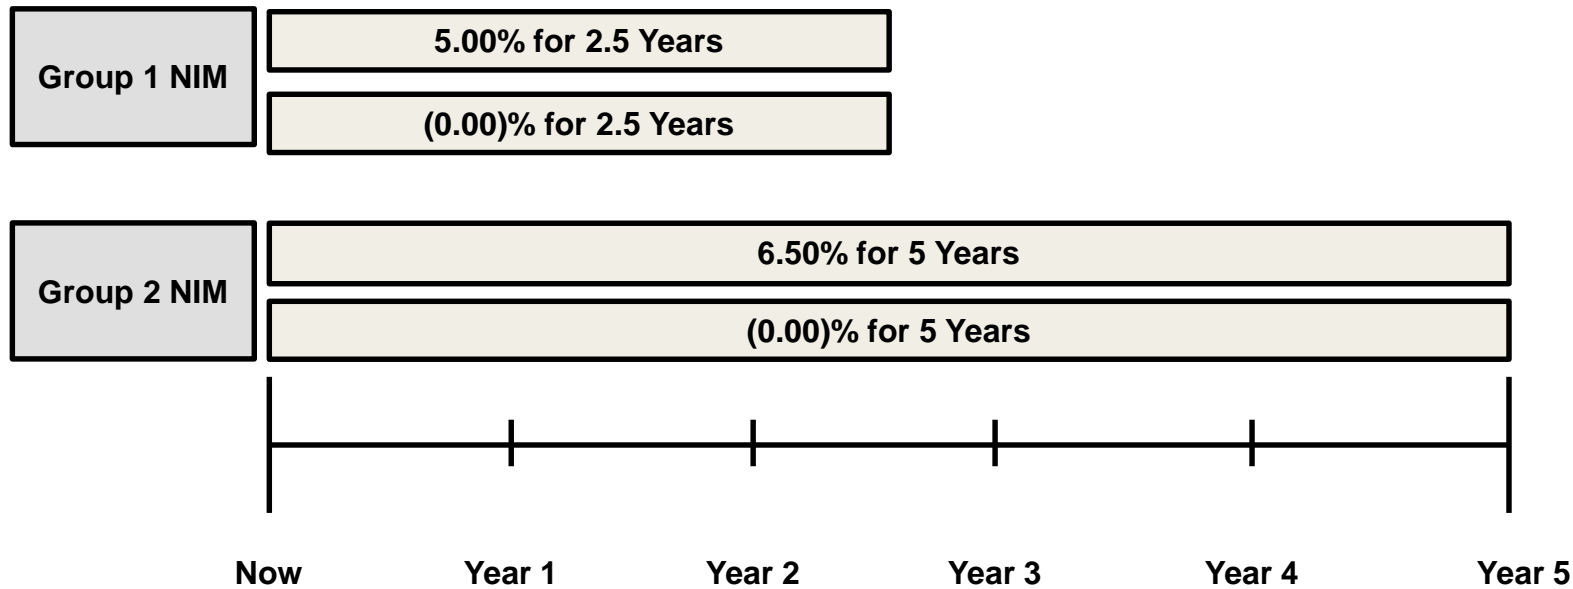 Group 1 NIM
5.00% for 2.5 Years
(0.00)% for 2.5 Years
Group 2 NIM
6.50% for 5 Years
(0.00)% for 5 Years
Now Year 1 Year 2 Year 3 Year 4 Year 5